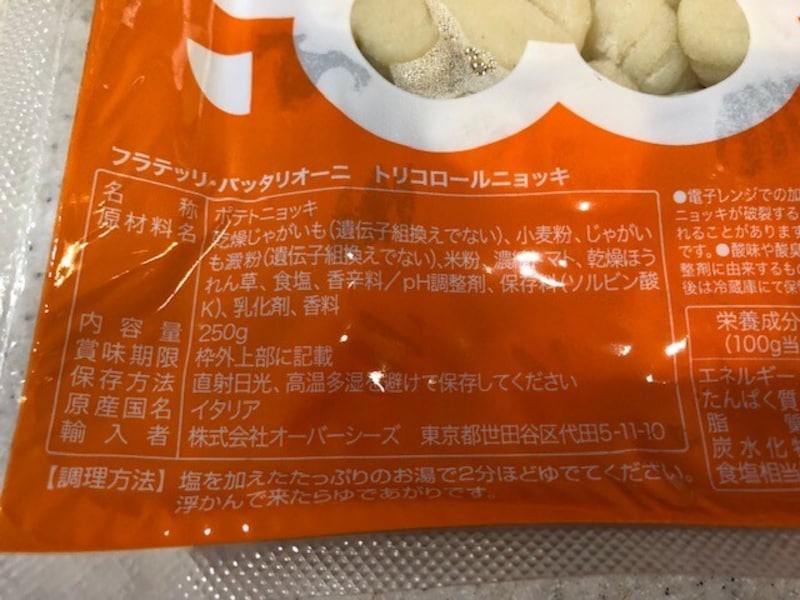 フラテッリ・バッタリオーニ トリコロールニョッキ
名称 ポテトニョッキ
原材料名 乾燥じゃがいも(遺伝子組換えでない)、小麦粉、じゃがい
も澱粉(遺伝子組換えでない)、米粉、濃縮トマト、乾燥ほう
れん草、食塩、香辛料/pH調整剤、保存料(ソルビン酸
K)、乳化剤、香料
内容量 250g
賞味期限 枠外上部に記載
保存方法 直射日光、高温多湿を避けて保存してください
原産国名 イタリア
輸入者 株式会社オーバーシーズ 東京都世田谷区代田5-11-10
【調理方法】 塩を加えたたっぷりのお湯で2分ほどゆでてください。
浮かんで来たらゆであがりです。
●電子レンジでの加
ニョッキが破裂する
れることがあります
です。●酸味や酸臭
整剤に由来するも
後は冷蔵庫にて保
栄養成分
(100g当
エネルギー
たんぱく質
脂質
炭水化物
食塩相当